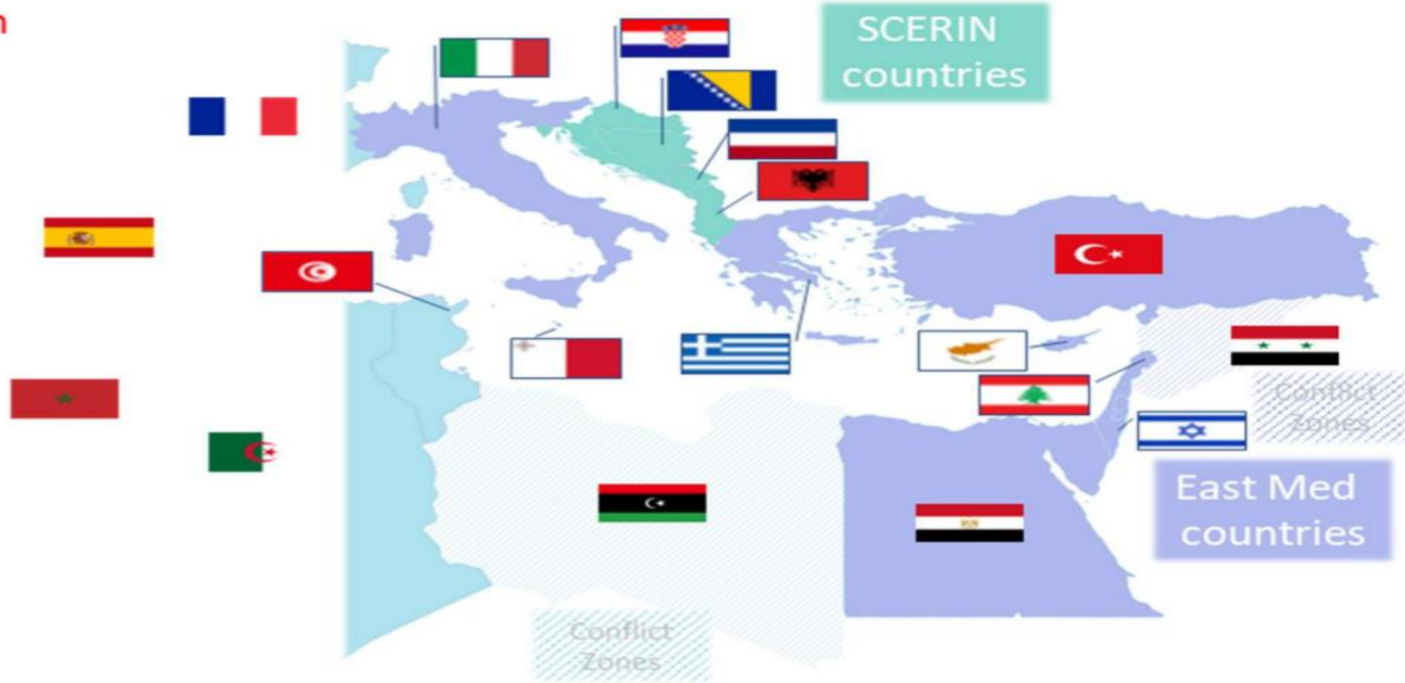 n
SCERIN
countries
Conflict
Zones
East Med
countries
Conflict
Zones